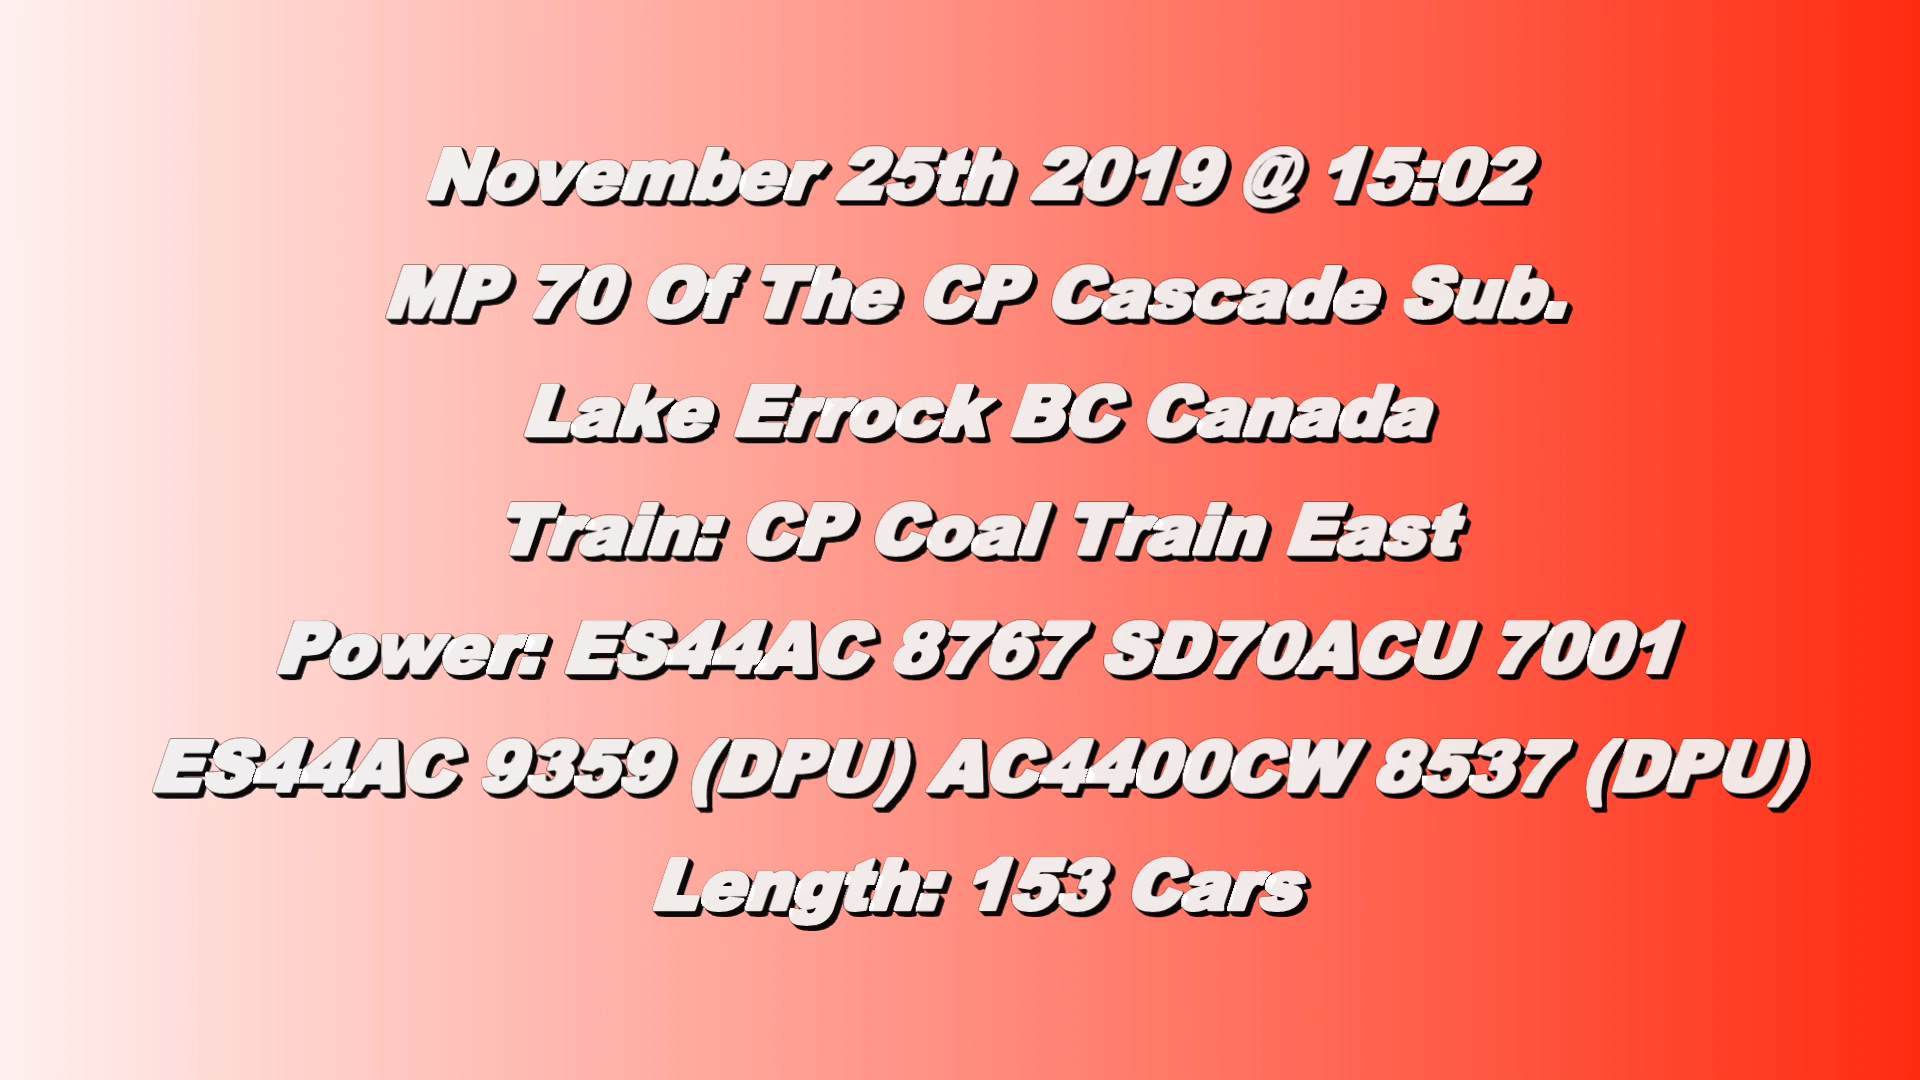 November 25th 2019 @ 15:02
MP 70 Of The CP Cascade Sub.
Lake Errock BC Canada
Train: CP Coal Train East
Power: ES44AC 8767 SD70ACU 7001
ES44AC 9359 (DPU) AC4400CW 8537 (DPU)
Length: 153 Cars